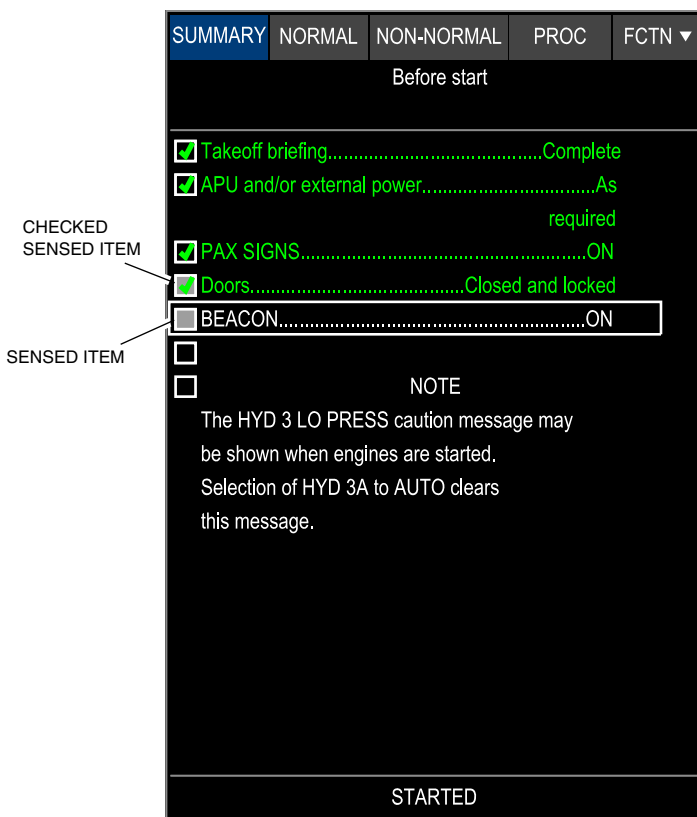 SUMMARY NORMAL NON-NORMAL PROC FCTN ▼
Before start
Takeoff briefing......................................Complete
APU and/or external power..............................As
required
PAX SIGNS.................................................ON
CHECKED
SENSED ITEM
Doors.....................................Closed and locked
BEACON....................................................ON
SENSED ITEM
NOTE
The HYD 3 LO PRESS caution message may
be shown when engines are started.
Selection of HYD 3A to AUTO clears
this message.
STARTED